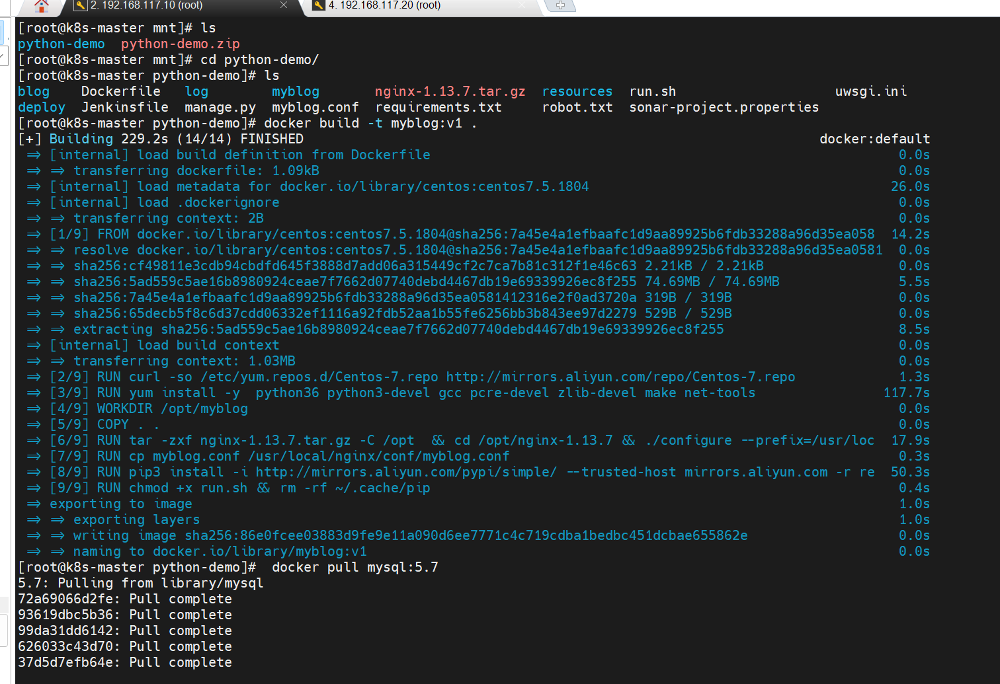 2. 192.168.117.10 (root)
4. 192.168.117.20 (root)
[root@k8s-master mnt]# ls
python-demo  python-demo.zip
[root@k8s-master mnt]# cd python-demo/
[root@k8s-master python-demo]# ls
blog    Dockerfile   log        myblog       nginx-1.13.7.tar.gz  resources  run.sh                    uwsgi.ini
deploy  Jenkinsfile  manage.py  myblog.conf  requirements.txt     robot.txt  sonar-project.properties
[root@k8s-master python-demo]# docker build -t myblog:v1 .
[+] Building 229.2s (14/14) FINISHED docker:default
=> [internal] load build definition from Dockerfile 0.0s
=> => transferring dockerfile: 1.09kB 0.0s
=> [internal] load metadata for docker.io/library/centos:centos7.5.1804 26.0s
=> [internal] load .dockerignore 0.0s
=> => transferring context: 2B 0.0s
=> [1/9] FROM docker.io/library/centos:centos7.5.1804@sha256:7a45e4a1efbaafc1d9aa89925b6fdb33288a96d35ea058 14.2s
=> => resolve docker.io/library/centos:centos7.5.1804@sha256:7a45e4a1efbaafc1d9aa89925b6fdb33288a96d35ea0581 0.0s
=> => sha256:cf49811e3cdb94cbdfd645f3888d7add06a315449cf2c7ca7b81c312f1e46c63 2.21kB / 2.21kB 0.0s
=> => sha256:5ad559c5ae16b8980924ceae7f7662d07740debd4467db19e69339926ec8f255 74.69MB / 74.69MB 5.5s
=> => sha256:7a45e4a1efbaafc1d9aa89925b6fdb33288a96d35ea0581412316e2f0ad3720a 319B / 319B 0.0s
=> => sha256:65decb5f8c6d37cdd06332ef1116a92fdb52aa1b55fe6256bb3b843ee97d2279 529B / 529B 0.0s
=> => extracting sha256:5ad559c5ae16b8980924ceae7f7662d07740debd4467db19e69339926ec8f255 8.5s
=> [internal] load build context 0.0s
=> => transferring context: 1.03MB 0.0s
=> [2/9] RUN curl -so /etc/yum.repos.d/Centos-7.repo http://mirrors.aliyun.com/repo/Centos-7.repo 1.3s
=> [3/9] RUN yum install -y  python36 python3-devel gcc pcre-devel zlib-devel make net-tools 117.7s
=> [4/9] WORKDIR /opt/myblog 0.0s
=> [5/9] COPY . . 0.0s
=> [6/9] RUN tar -zxf nginx-1.13.7.tar.gz -C /opt  && cd /opt/nginx-1.13.7 && ./configure --prefix=/usr/loc 17.9s
=> [7/9] RUN cp myblog.conf /usr/local/nginx/conf/myblog.conf 0.3s
=> [8/9] RUN pip3 install -i http://mirrors.aliyun.com/pypi/simple/ --trusted-host mirrors.aliyun.com -r re 50.3s
=> [9/9] RUN chmod +x run.sh && rm -rf ~/.cache/pip 0.4s
=> exporting to image 1.0s
=> => exporting layers 1.0s
=> => writing image sha256:86e0fcee03883d9fe9e11a090d6ee7771c4c719cdba1bedbc451dcbae655862e 0.0s
=> => naming to docker.io/library/myblog:v1 0.0s
[root@k8s-master python-demo]#  docker pull mysql:5.7
5.7: Pulling from library/mysql
72a69066d2fe: Pull complete
93619dbc5b36: Pull complete
99da31dd6142: Pull complete
626033c43d70: Pull complete
37d5d7efb64e: Pull complete